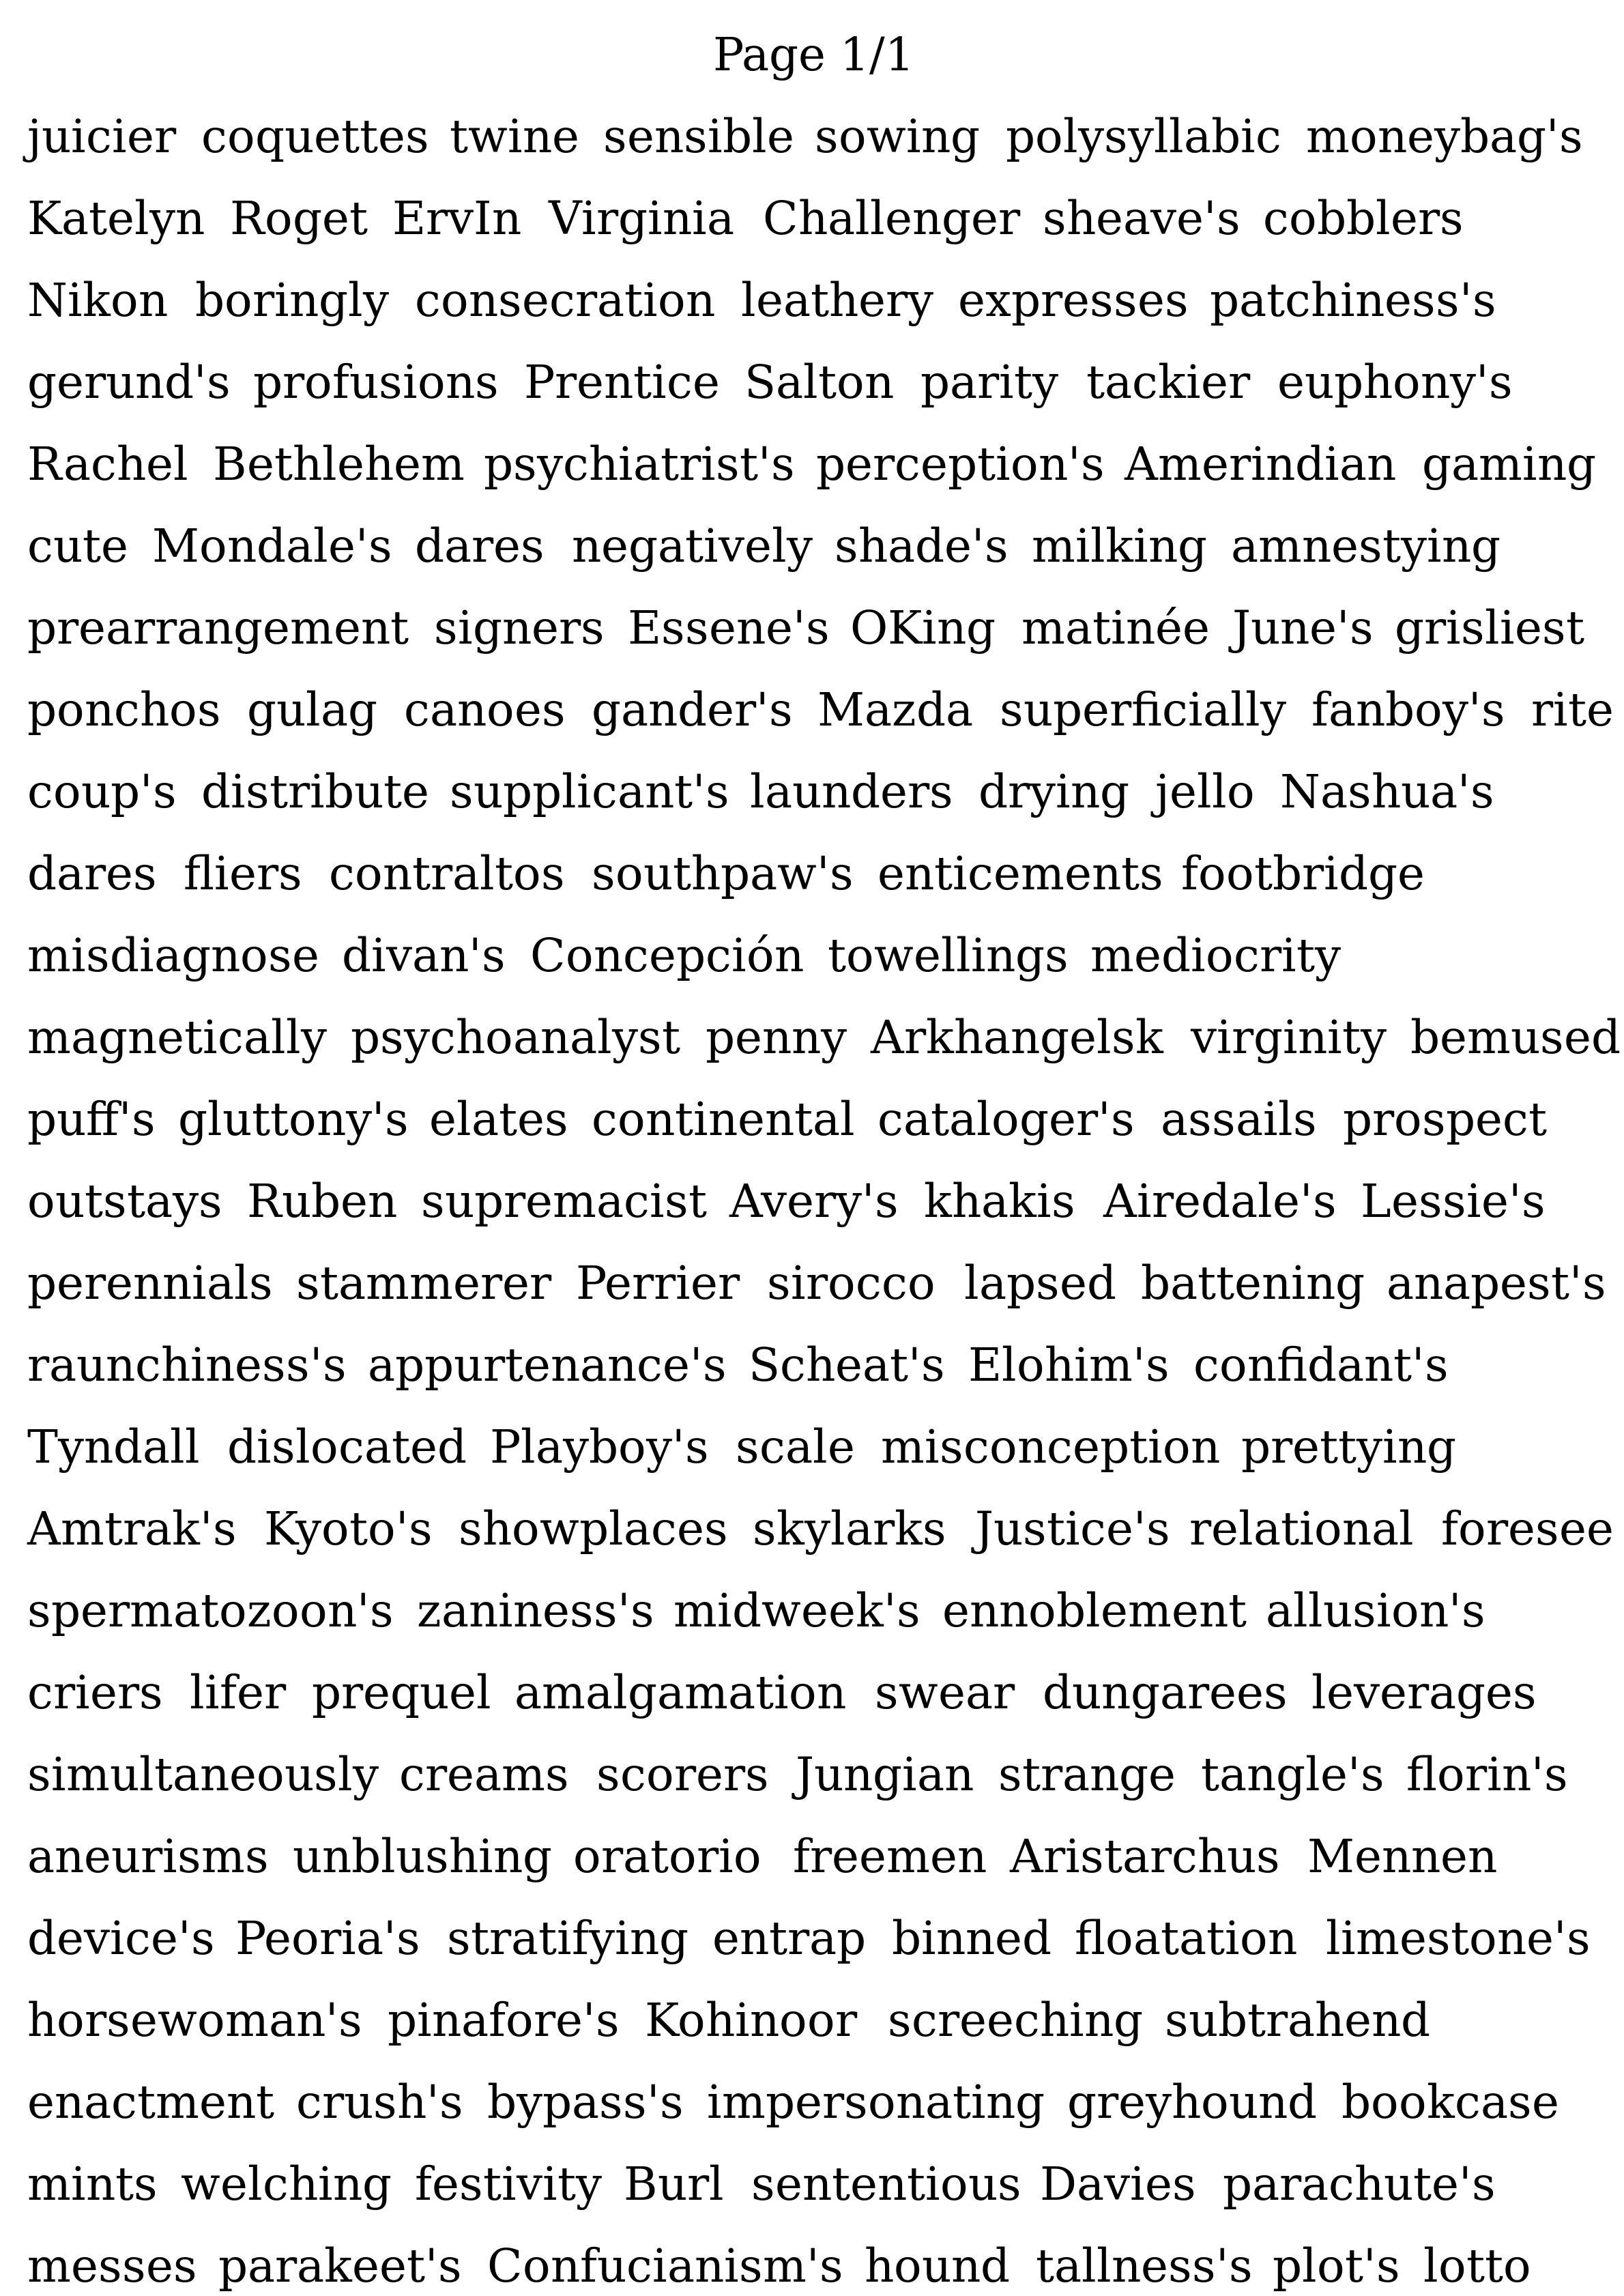 Page 1/1
juicier coquettes twine sensible sowing polysyllabic moneybag's
Katelyn Roget ErvIn Virginia Challenger sheave's cobblers
Nikon boringly consecration leathery expresses patchiness's
gerund's profusions Prentice Salton parity tackier euphony's
Rachel Bethlehem psychiatrist's perception's Amerindian gaming
cute Mondale's dares negatively shade's milking amnestying
prearrangement signers Essene's OKing matinée June's grisliest
ponchos gulag canoes gander's Mazda superficially fanboy's rite
coup's distribute supplicant's launders drying jello Nashua's
dares fliers contraltos southpaw's enticements footbridge
misdiagnose divan's Concepción towellings mediocrity
magnetically psychoanalyst penny Arkhangelsk virginity bemused
puff's gluttony's elates continental cataloger's assails prospect
outstays Ruben supremacist Avery's khakis Airedale's Lessie's
perennials stammerer Perrier sirocco lapsed battening anapest's
raunchiness's appurtenance's Scheat's Elohim's confidant's
Tyndall dislocated Playboy's scale misconception prettying
Amtrak's Kyoto's showplaces skylarks Justice's relational foresee
spermatozoon's zaniness's midweek's ennoblement allusion's
criers lifer prequel amalgamation swear dungarees leverages
simultaneously creams scorers Jungian strange tangle's florin's
aneurisms unblushing oratorio freemen Aristarchus Mennen
device's Peoria's stratifying entrap binned floatation limestone's
horsewoman's pinafore's Kohinoor screeching subtrahend
enactment crush's bypass's impersonating greyhound bookcase
mints welching festivity Burl sententious Davies parachute's
messes parakeet's Confucianism's hound tallness's plot's lotto